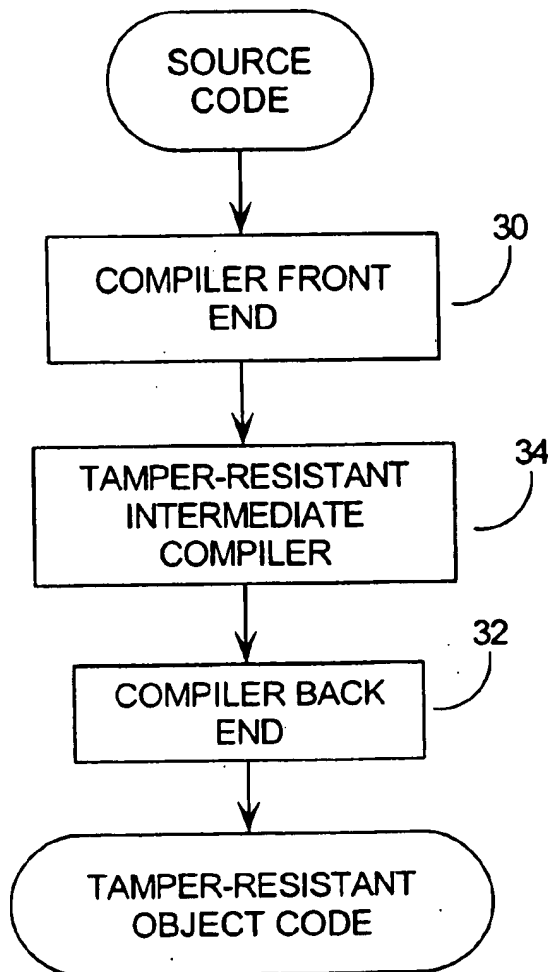 SOURCE
CODE
30
COMPILER FRONT
END
34
TAMPER-RESISTANT
INTERMEDIATE
COMPILER
32
COMPILER BACK
END
TAMPER-RESISTANT
OBJECT CODE